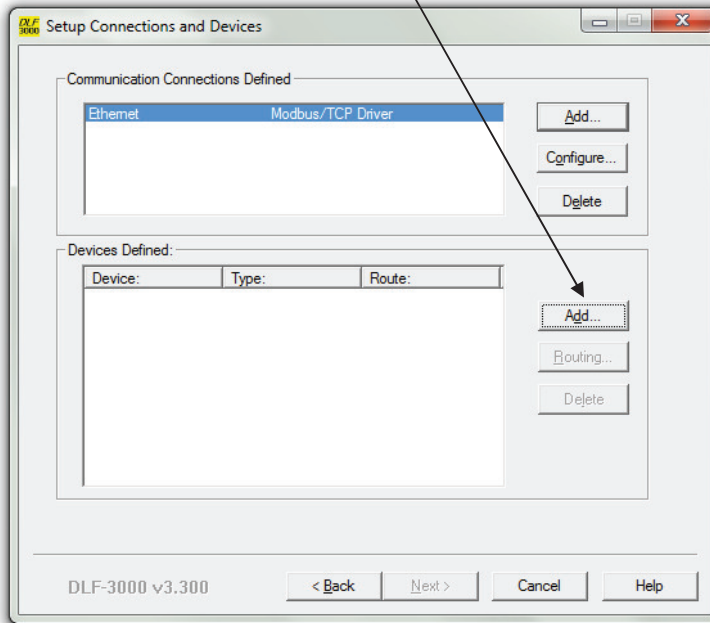 DLF 3000 Setup Connections and Devices
Communication Connections Defined
Ethernet Modbus/TCP Driver
Add...
Configure...
Delete
Devices Defined:
Device: Type: Route:
Add...
Routing...
Delete
DLF-3000 v3.300 < Back Next > Cancel Help